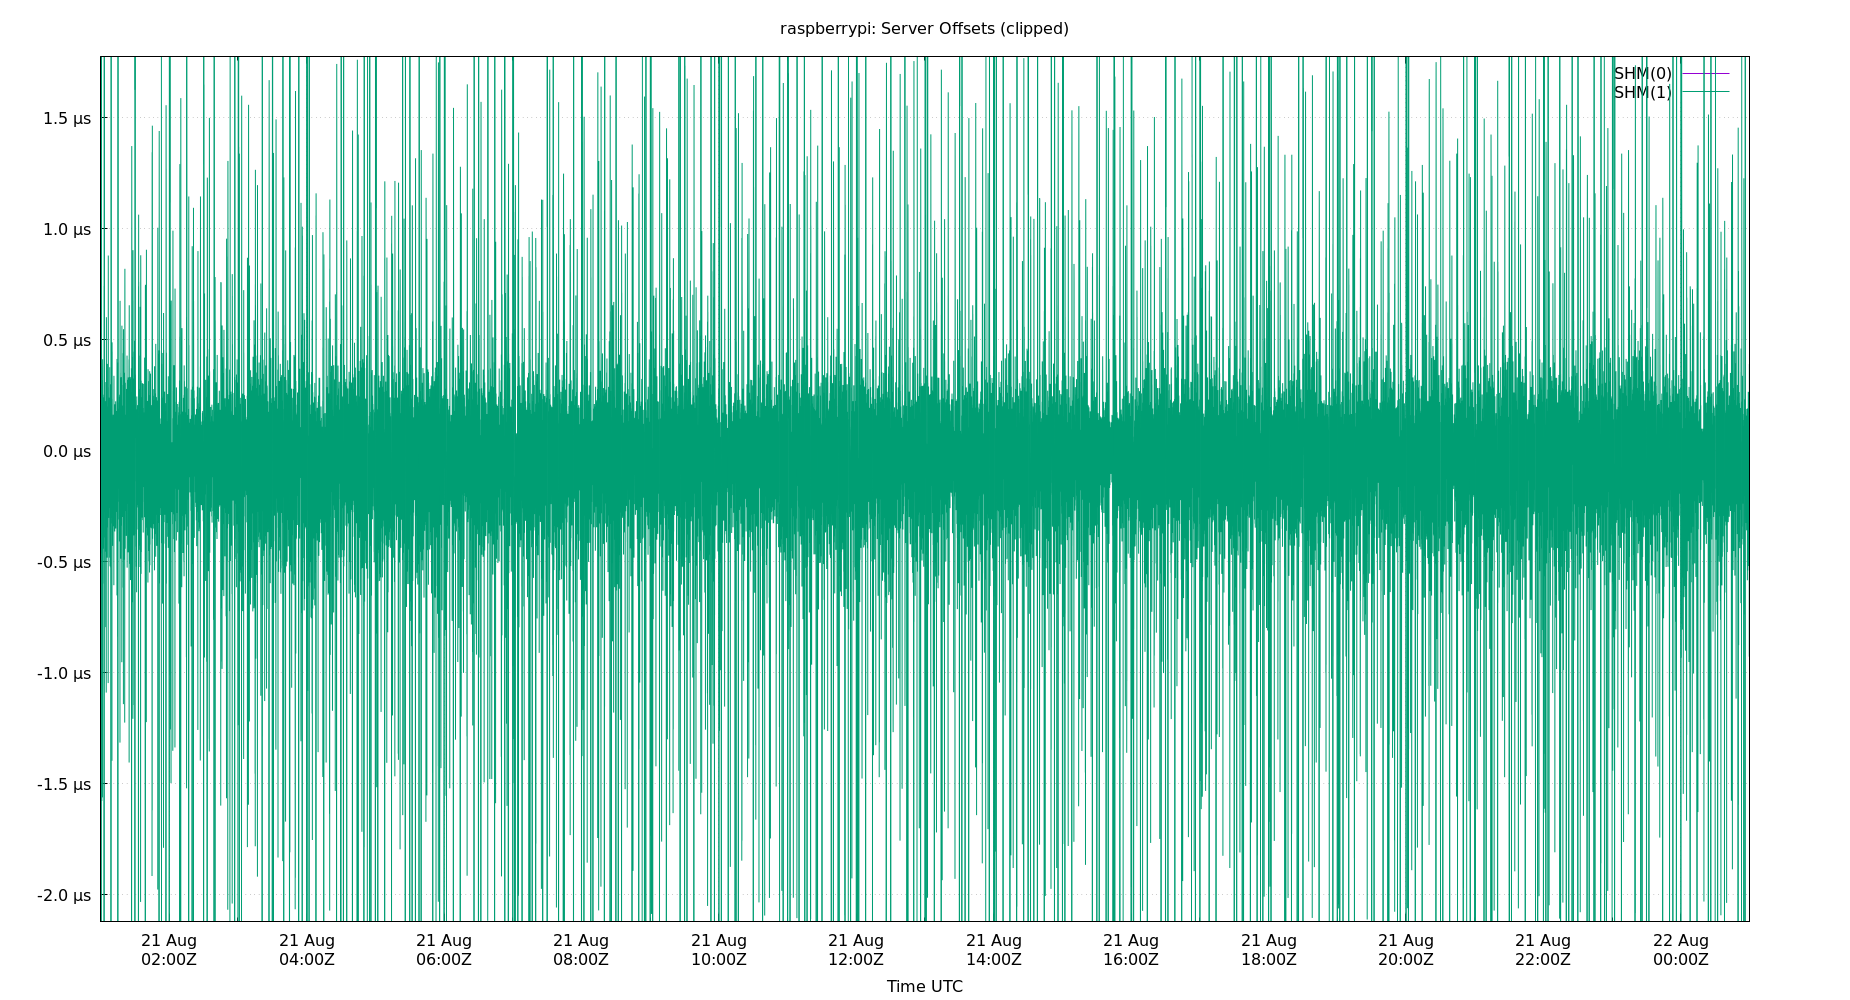 raspberrypi: Server Offsets (clipped)
SHM(0)
SHM(1)
1.5 µs
1.0 µs
0.5 µs
0.0 µs
-0.5 µs
-1.0 µs
-1.5 µs
-2.0 µs
21 Aug 21 Aug 21 Aug 21 Aug 21 Aug 21 Aug 21 Aug 21 Aug 21 Aug 21 Aug 21 Aug 22 Aug
02:00Z 04:00Z 06:00Z 08:00Z 10:00Z 12:00Z 14:00Z 16:00Z 18:00Z 20:00Z 22:00Z 00:00Z
Time UTC